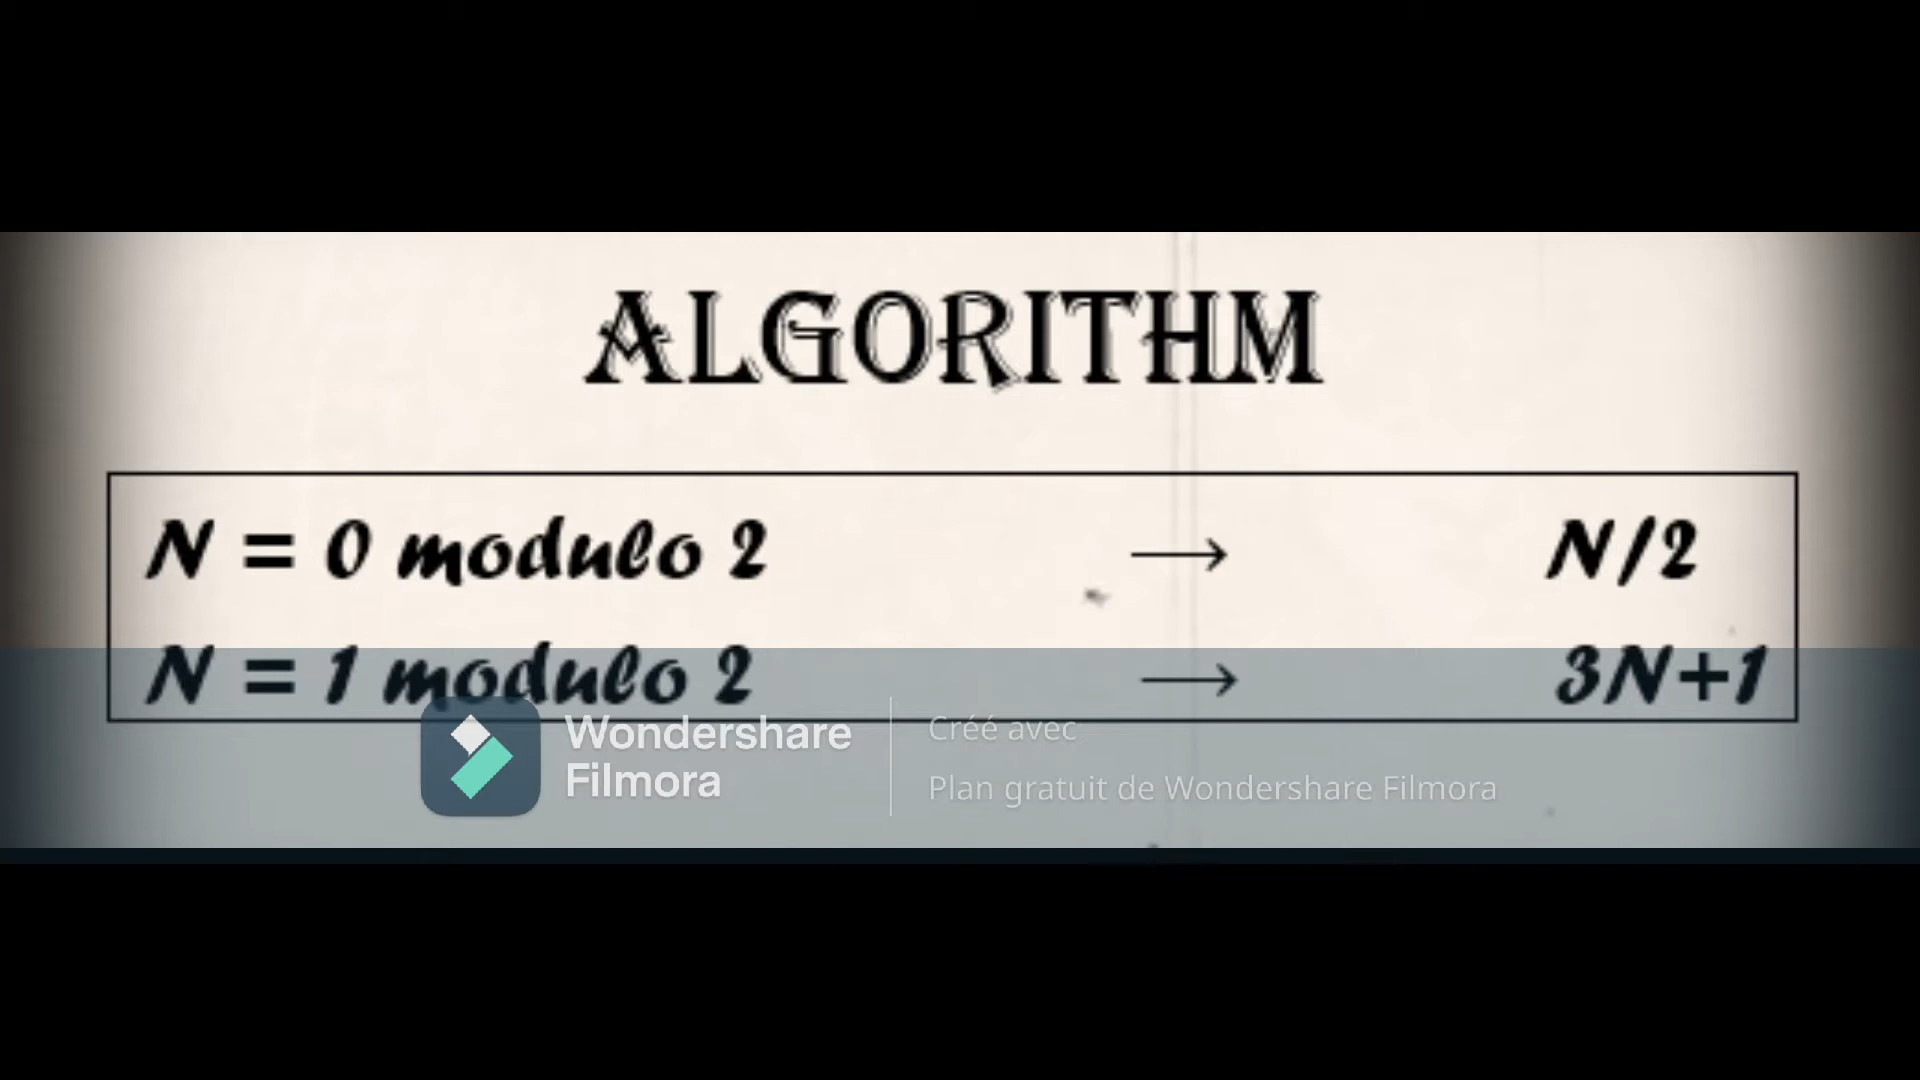 ALGORITHM
N = 0 modulo 2 → N/2
N = 1 modulo 2 → 3N+1
Wondershare
Filmora
Créé avec
Plan gratuit de Wondershare Filmora